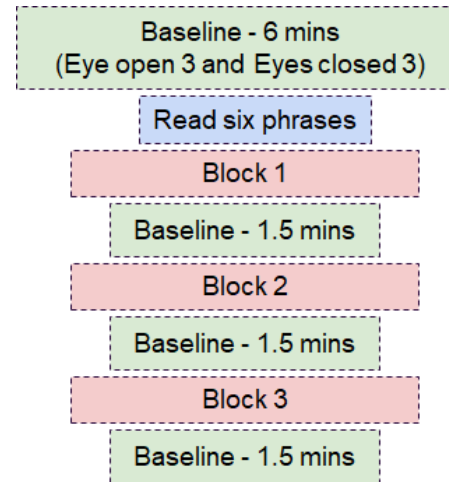 Baseline - 6 mins
(Eye open 3 and Eyes closed 3)
Read six phrases
Block 1
Baseline - 1.5 mins
Block 2
Baseline - 1.5 mins
Block 3
Baseline - 1.5 mins